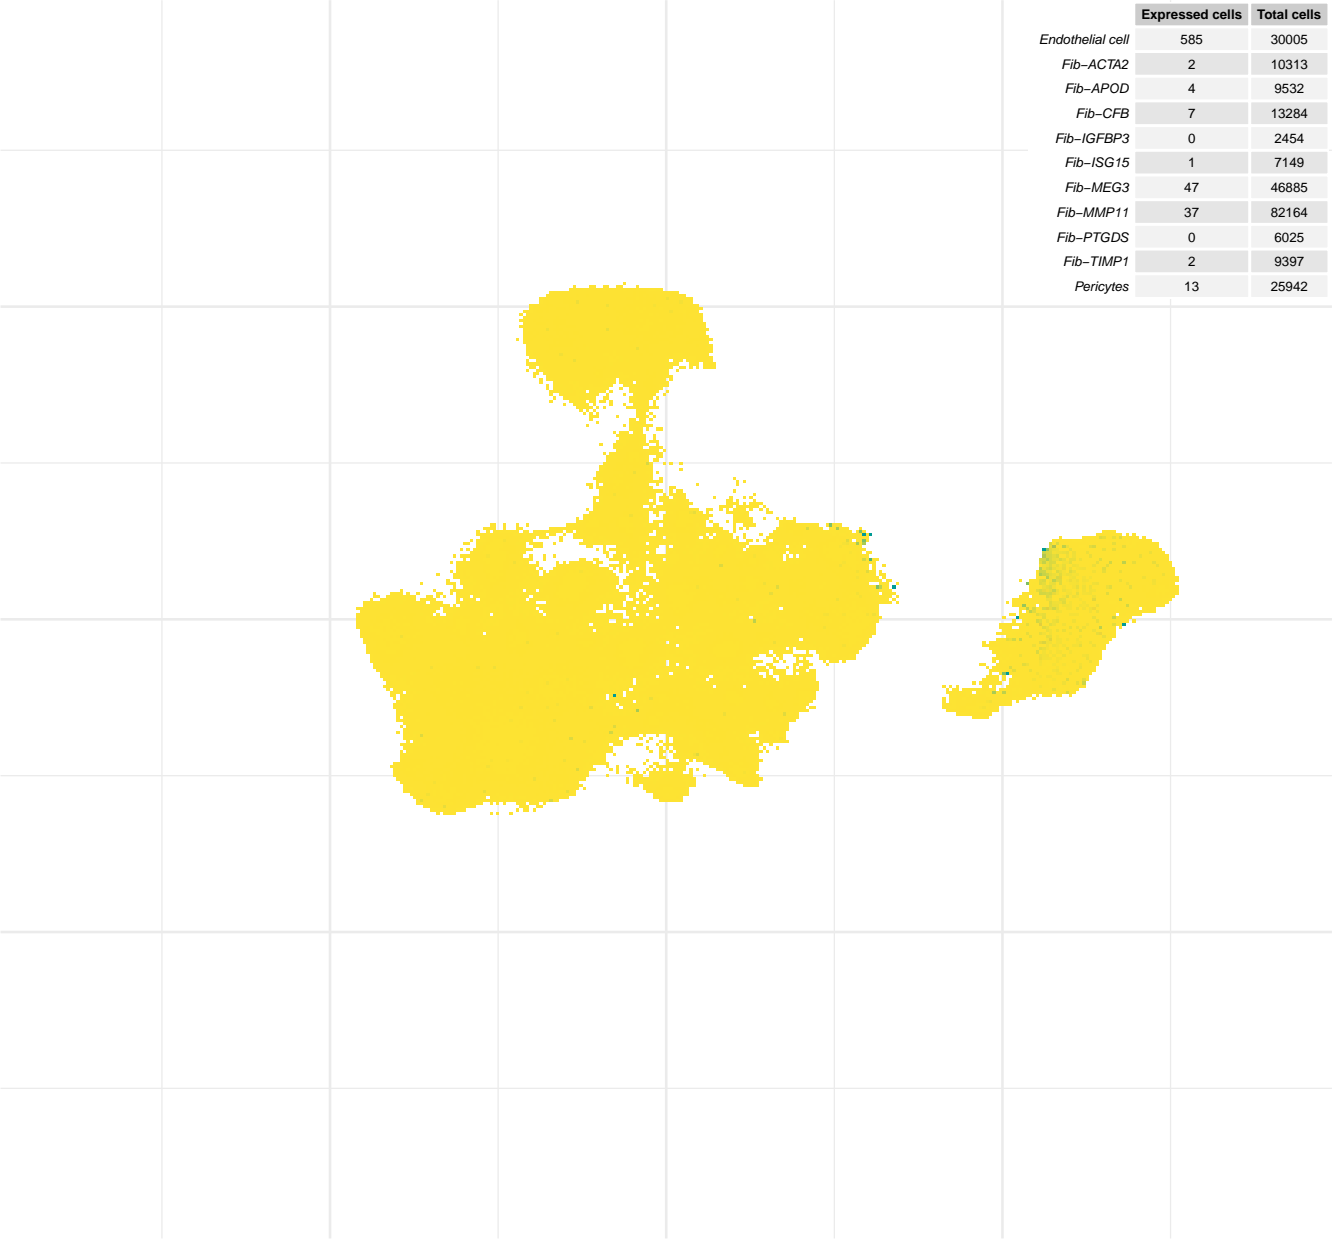 Expressed cells Total cells
Endothelial cell 585 30005
Fib−ACTA2 2 10313
Fib−APOD 4 9532
Fib−CFB 7 13284
Fib−IGFBP3 0 2454
Fib−ISG15 1 7149
Fib−MEG3 47 46885
Fib−MMP11 37 82164
Fib−PTGDS 0 6025
Fib−TIMP1 2 9397
Pericytes 13 25942